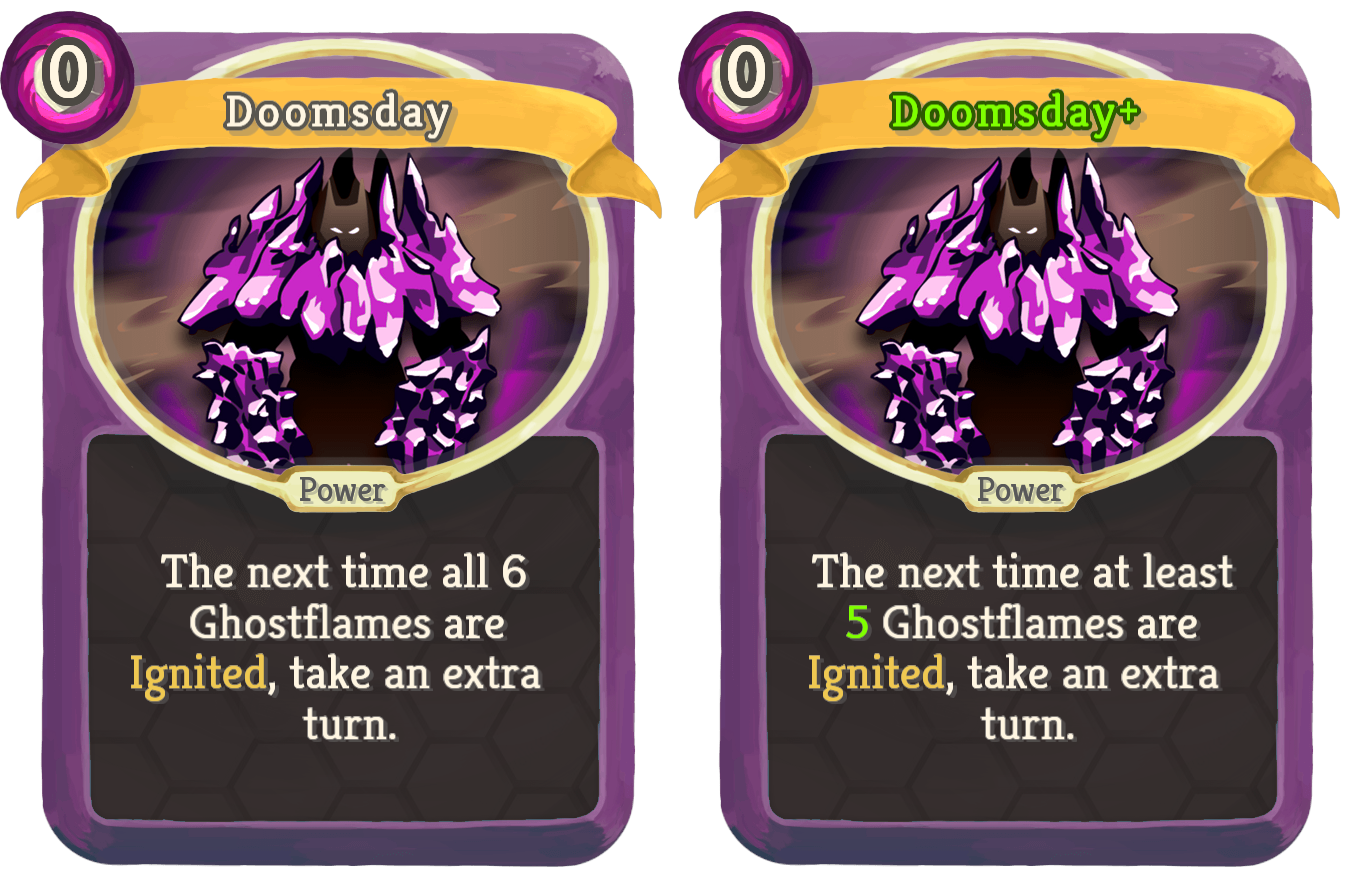 0
Doomsday
Power
The next time all 6
Ghostflames are
Ignited, take an extra
turn.
0
Doomsday+
Power
The next time at least
5 Ghostflames are
Ignited, take an extra
turn.